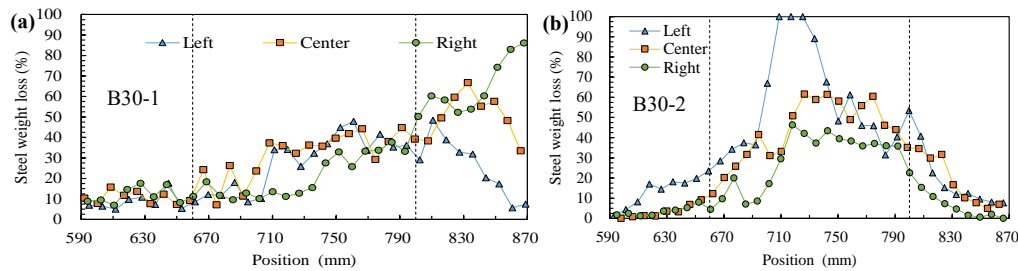 (a)
Steel weight loss (%)
100
90
80
70
60
50
40
30
20
10
0
Left
Center
Right
B30-1
590
630
670
710
750
790
830
870
Position (mm)
(b)
Steel weight loss (%)
100
90
80
70
60
50
40
30
20
10
0
Left
Center
Right
B30-2
590
630
670
710
750
790
830
870
Position (mm)